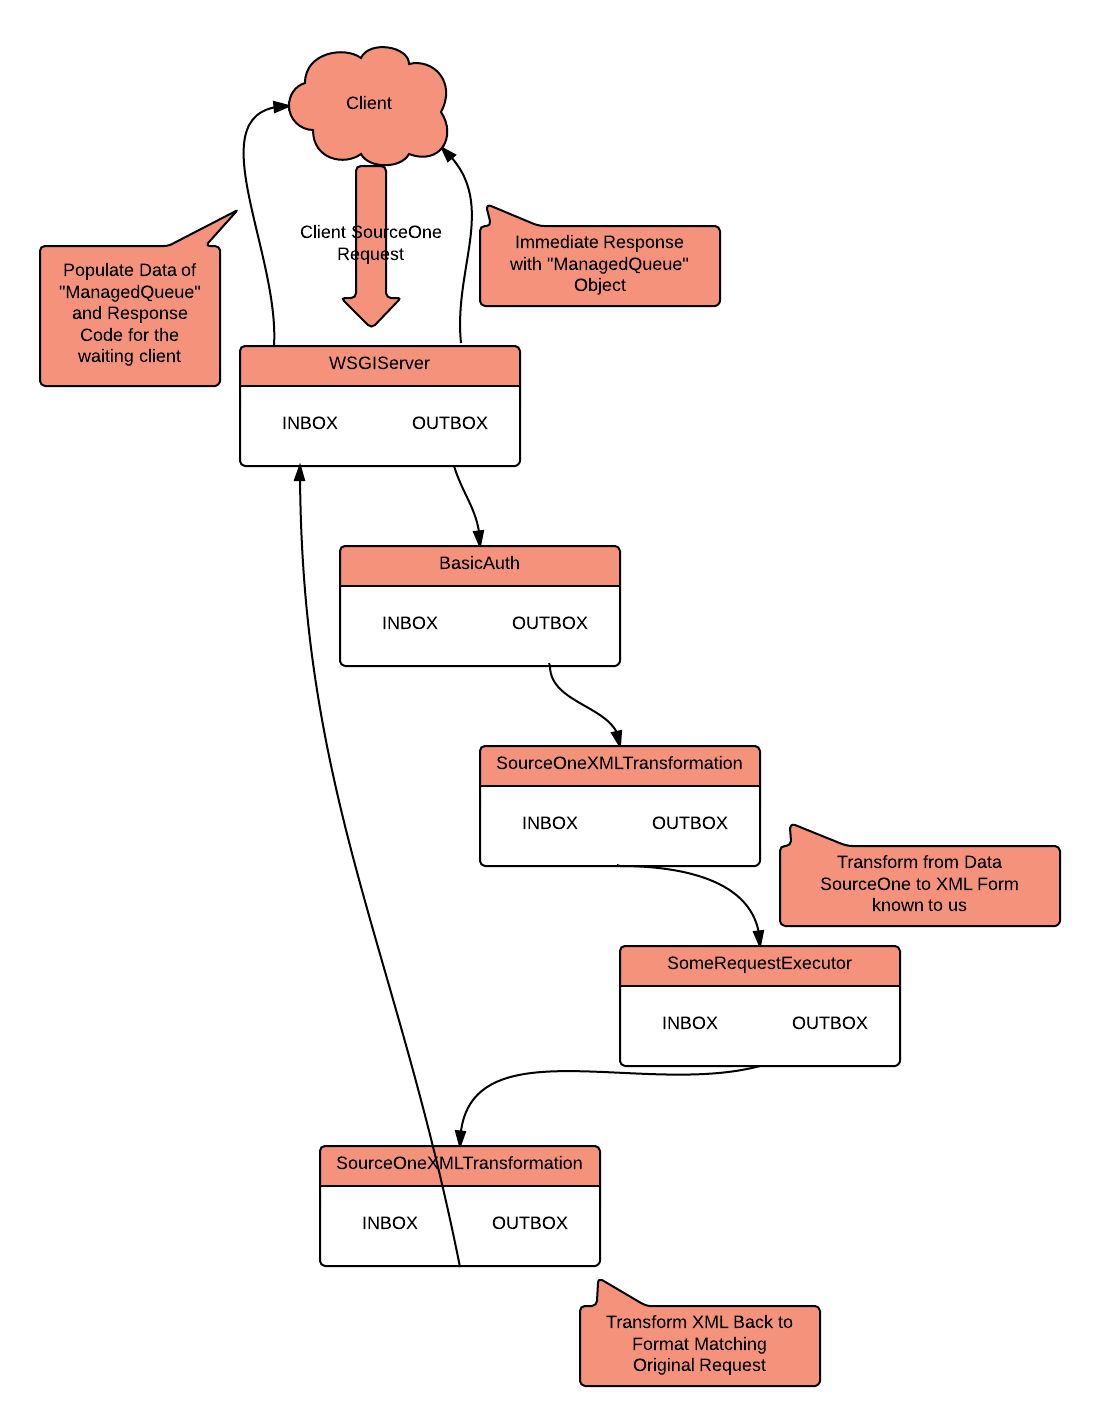 Client
Client SourceOne
Request
Immediate Response
with "ManagedQueue"
Object
Populate Data of
"ManagedQueue"
and Response
Code for the
waiting client
WSGIServer
INBOX OUTBOX
BasicAuth
INBOX OUTBOX
SourceOneXMLTransformation
INBOX OUTBOX
Transform from Data
SourceOne to XML Form
known to us
SomeRequestExecutor
INBOX OUTBOX
SourceOneXMLTransformation
INBOX OUTBOX
Transform XML Back to
Format Matching
Original Request